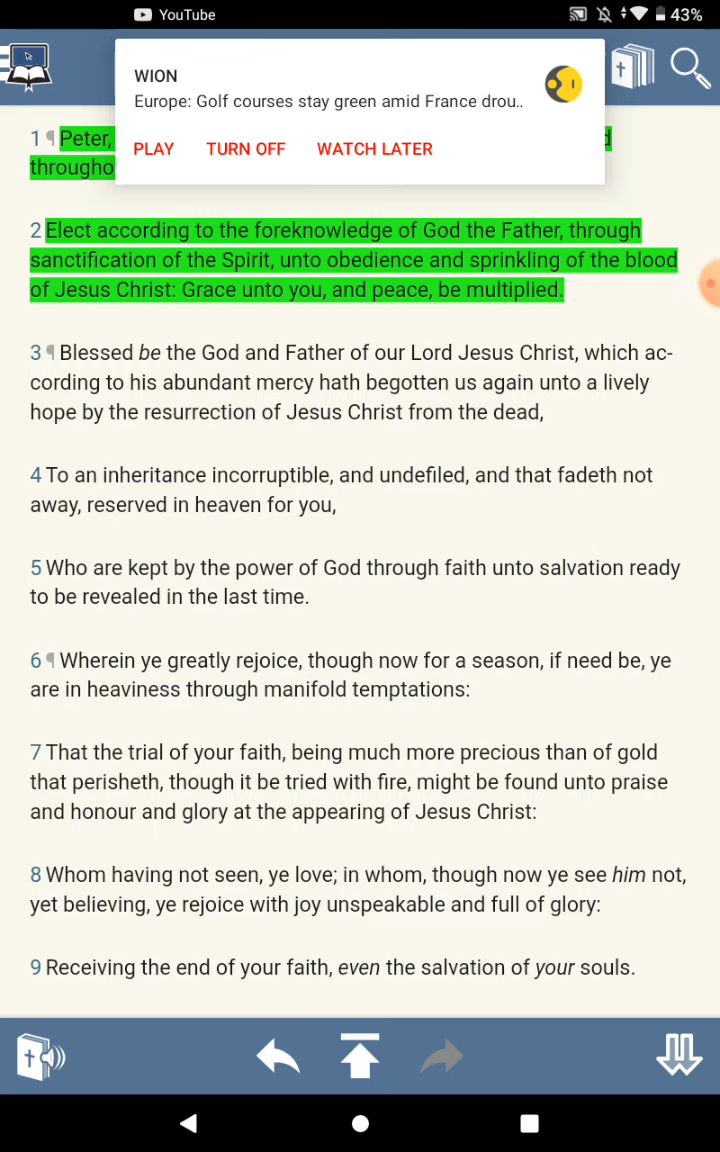 YouTube
43%
WION
Europe: Golf courses stay green amid France drou..
PLAY TURN OFF WATCH LATER
1 ¶ Peter, d
througho
2 Elect according to the foreknowledge of God the Father, through
sanctification of the Spirit, unto obedience and sprinkling of the blood
of Jesus Christ: Grace unto you, and peace, be multiplied.
3 ¶ Blessed be the God and Father of our Lord Jesus Christ, which ac-
cording to his abundant mercy hath begotten us again unto a lively
hope by the resurrection of Jesus Christ from the dead,
4 To an inheritance incorruptible, and undefiled, and that fadeth not
away, reserved in heaven for you,
5 Who are kept by the power of God through faith unto salvation ready
to be revealed in the last time.
6 ¶ Wherein ye greatly rejoice, though now for a season, if need be, ye
are in heaviness through manifold temptations:
7 That the trial of your faith, being much more precious than of gold
that perisheth, though it be tried with fire, might be found unto praise
and honour and glory at the appearing of Jesus Christ:
8 Whom having not seen, ye love; in whom, though now ye see him not,
yet believing, ye rejoice with joy unspeakable and full of glory:
9 Receiving the end of your faith, even the salvation of your souls.